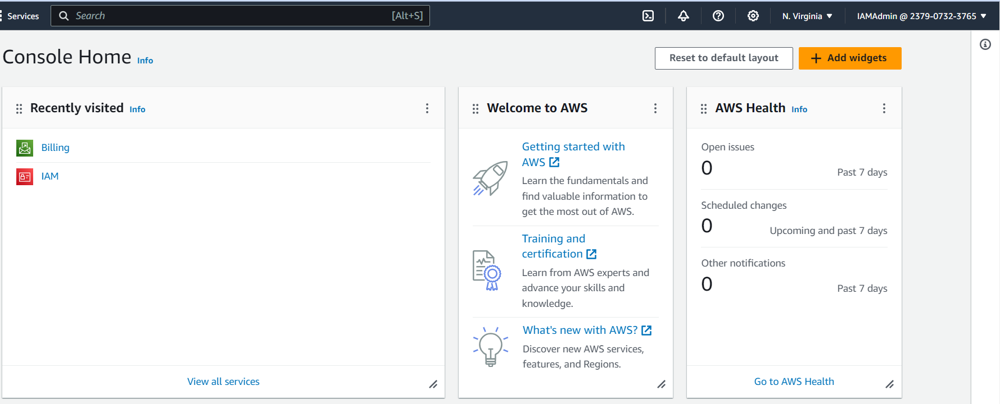 Services
Search [Alt+S]
N. Virginia
IAMAdmin @ 2379-0732-3765
Console Home Info
Reset to default layout
Add widgets
Recently visited Info
Billing
IAM
View all services
Welcome to AWS
Getting started with
AWS
Learn the fundamentals and
find valuable information to
get the most out of AWS.
Training and
certification
Learn from AWS experts and
advance your skills and
knowledge.
What's new with AWS?
Discover new AWS services,
features, and Regions.
AWS Health Info
Open issues
0
Past 7 days
Scheduled changes
0
Upcoming and past 7 days
Other notifications
0
Past 7 days
Go to AWS Health